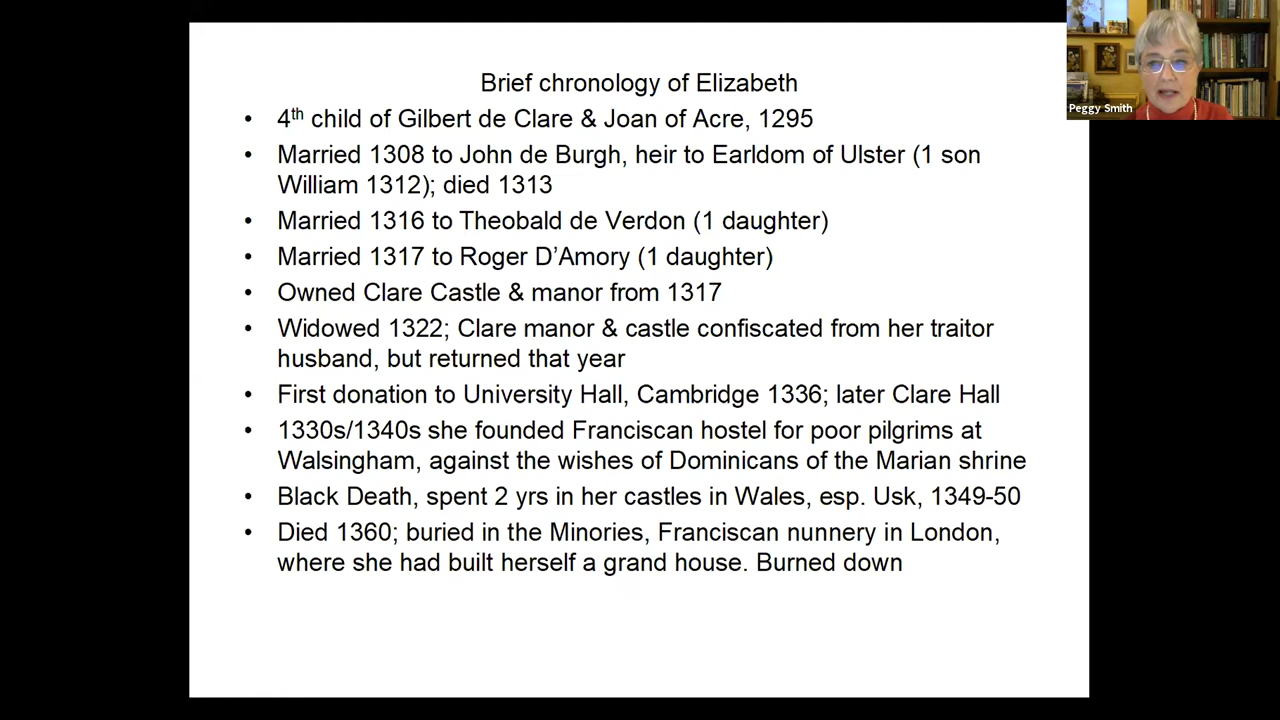 Brief chronology of Elizabeth
• 4th child of Gilbert de Clare & Joan of Acre, 1295
• Married 1308 to John de Burgh, heir to Earldom of Ulster (1 son
William 1312); died 1313
• Married 1316 to Theobald de Verdon (1 daughter)
• Married 1317 to Roger D’Amory (1 daughter)
• Owned Clare Castle & manor from 1317
• Widowed 1322; Clare manor & castle confiscated from her traitor
husband, but returned that year
• First donation to University Hall, Cambridge 1336; later Clare Hall
• 1330s/1340s she founded Franciscan hostel for poor pilgrims at
Walsingham, against the wishes of Dominicans of the Marian shrine
• Black Death, spent 2 yrs in her castles in Wales, esp. Usk, 1349-50
• Died 1360; buried in the Minories, Franciscan nunnery in London,
where she had built herself a grand house. Burned down
Peggy Smith